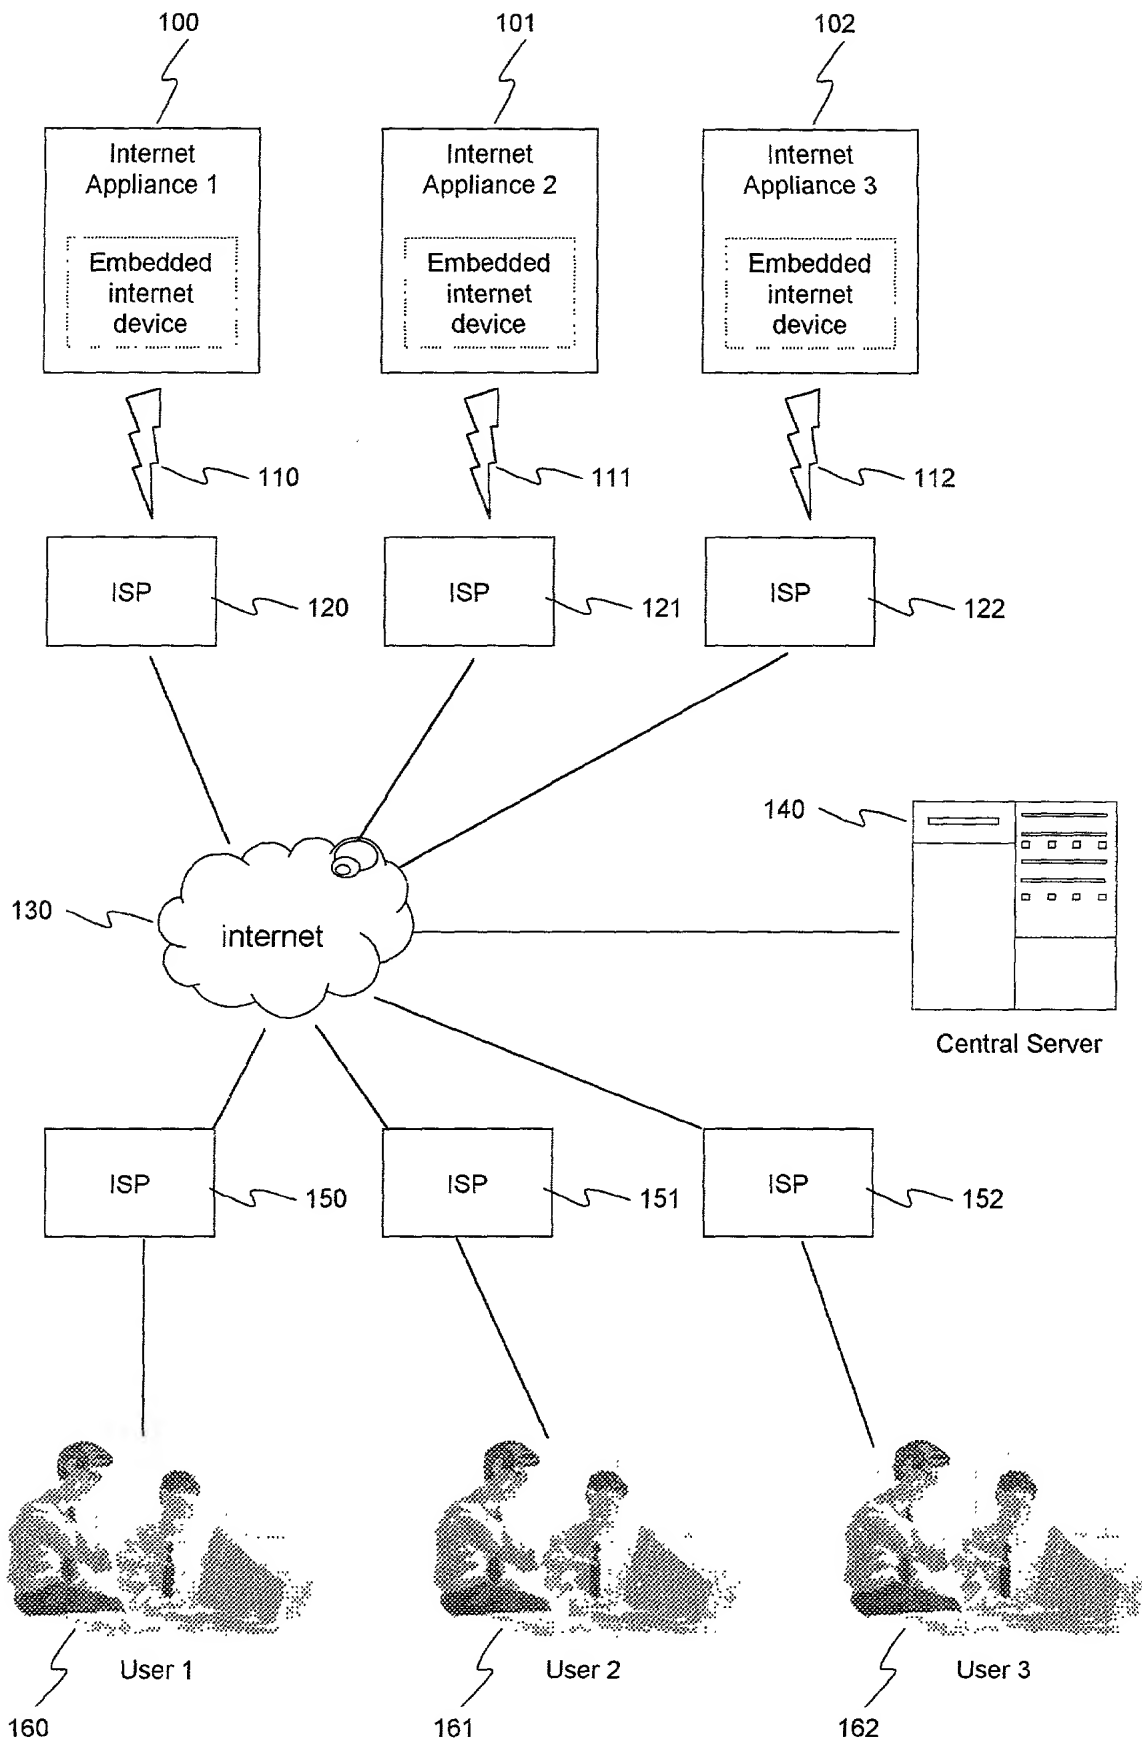 100
101
102
Internet
Appliance 1
Internet
Appliance 2
Internet
Appliance 3
Embedded
internet
device
Embedded
internet
device
Embedded
internet
device
110
111
112
ISP
120
ISP
121
ISP
122
140
130
internet
Central Server
ISP
150
ISP
151
ISP
152
User 1
User 2
User 3
160
161
162